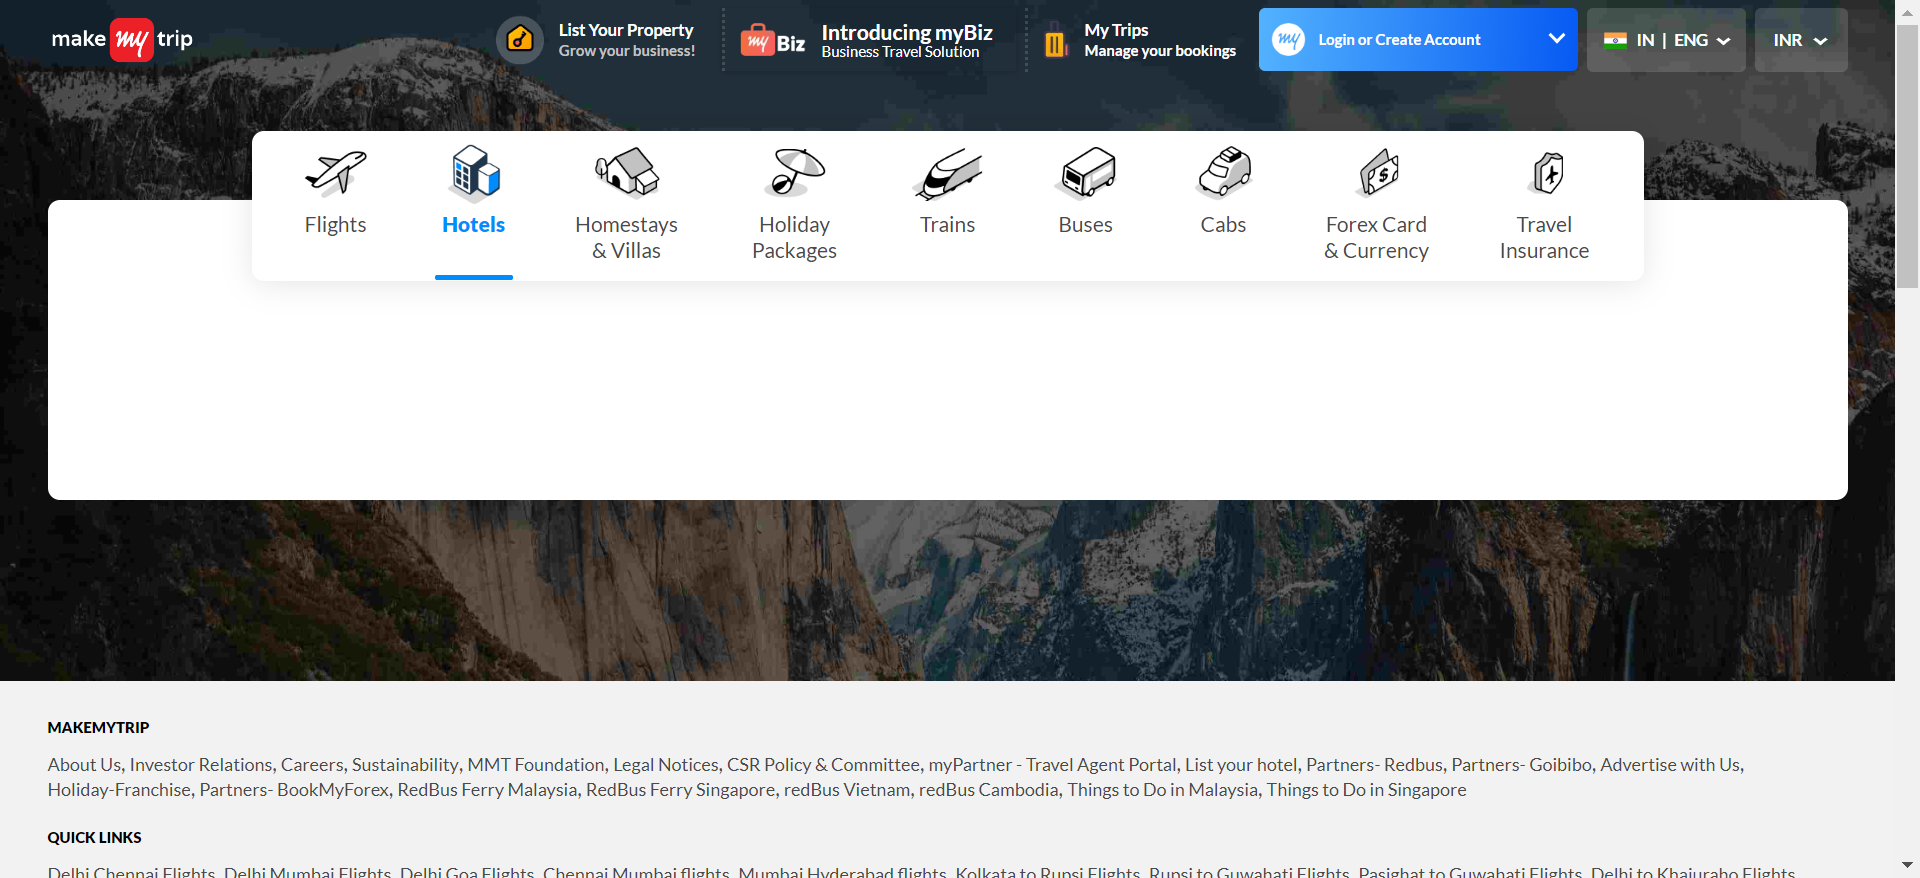 make my trip
List Your Property
Grow your business!
my Biz
Introducing myBiz
Business Travel Solution
My Trips
Manage your bookings
my
Login or Create Account
IN | ENG
INR
Flights
Hotels
Homestays
& Villas
Holiday
Packages
Trains
Buses
Cabs
Forex Card
& Currency
Travel
Insurance
MAKEMYTRIP
About Us, Investor Relations, Careers, Sustainability, MMT Foundation, Legal Notices, CSR Policy & Committee, myPartner - Travel Agent Portal, List your hotel, Partners- Redbus, Partners- Goibibo, Advertise with Us,
Holiday-Franchise, Partners- BookMyForex, RedBus Ferry Malaysia, RedBus Ferry Singapore, redBus Vietnam, redBus Cambodia, Things to Do in Malaysia, Things to Do in Singapore
QUICK LINKS
Delhi Chennai Flights, Delhi Mumbai Flights, Delhi Goa Flights, Chennai Mumbai flights, Mumbai Hyderabad flights, Kolkata to Rupsi Flights, Rupsi to Guwahati Flights, Pasighat to Guwahati Flights, Delhi to Khajuraho Flights,